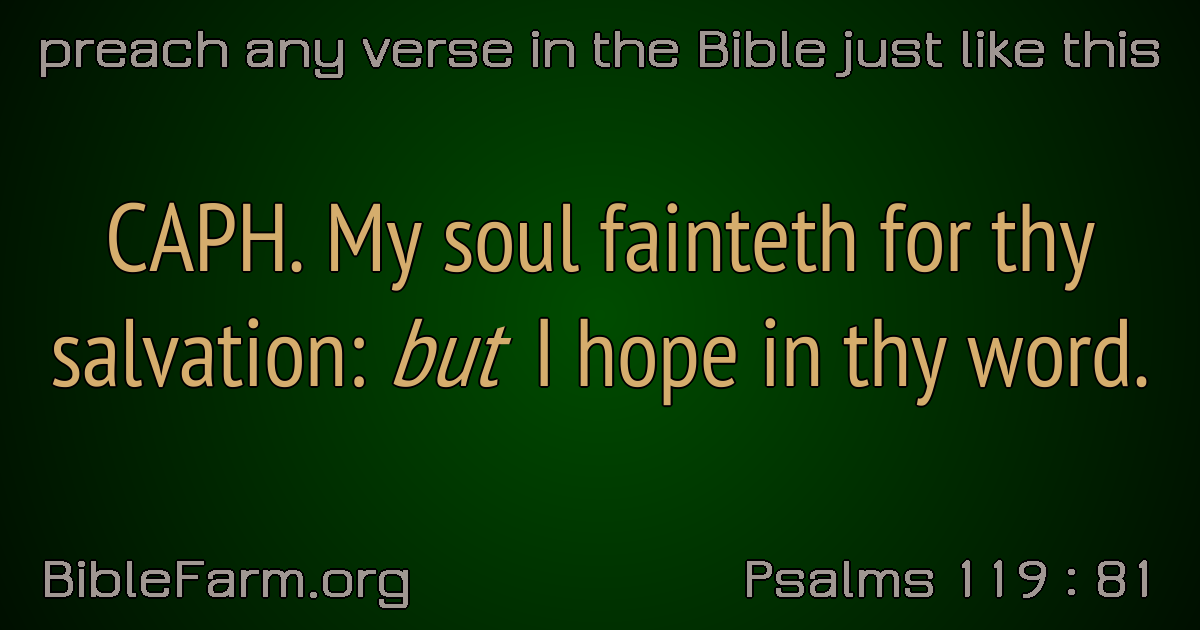 preach any verse in the Bible just like this
CAPH. My soul fainteth for thy
salvation: but I hope in thy word.
BibleFarm.org
Psalms 119 : 81